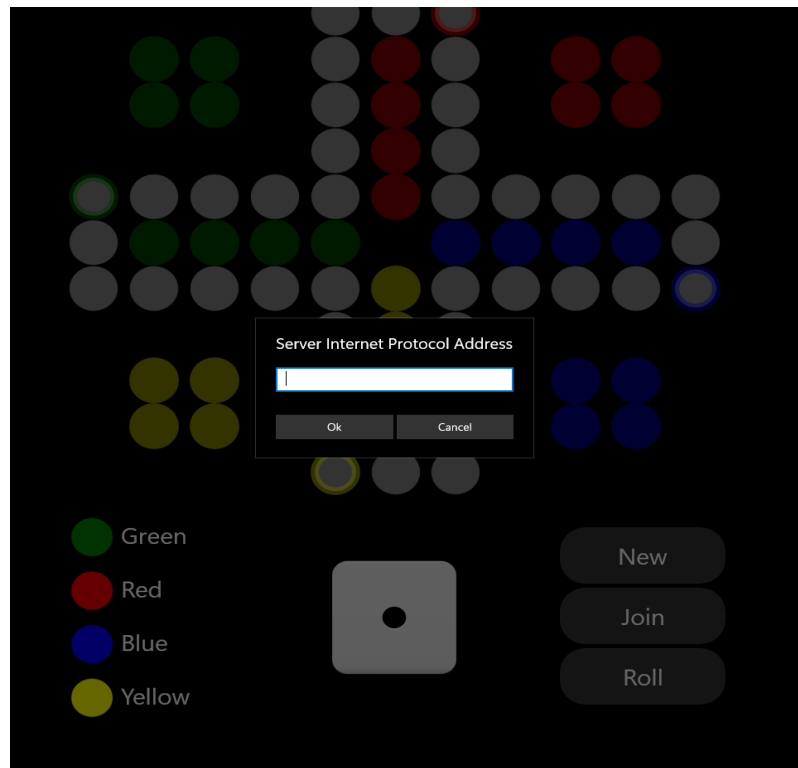 Server Internet Protocol Address
Ok Cancel
Green
New
Red
Join
Blue
Roll
Yellow